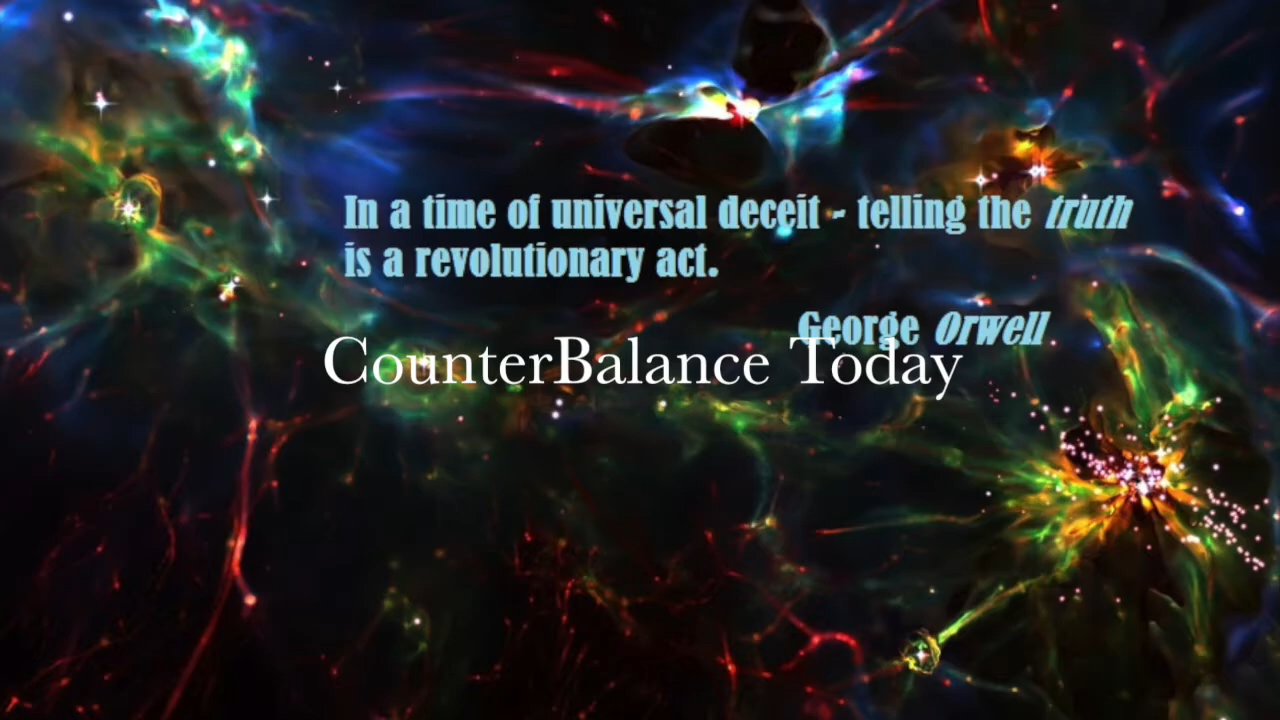 In a time of universal deceit - telling the truth
is a revolutionary act.
George Orwell
CounterBalance Today